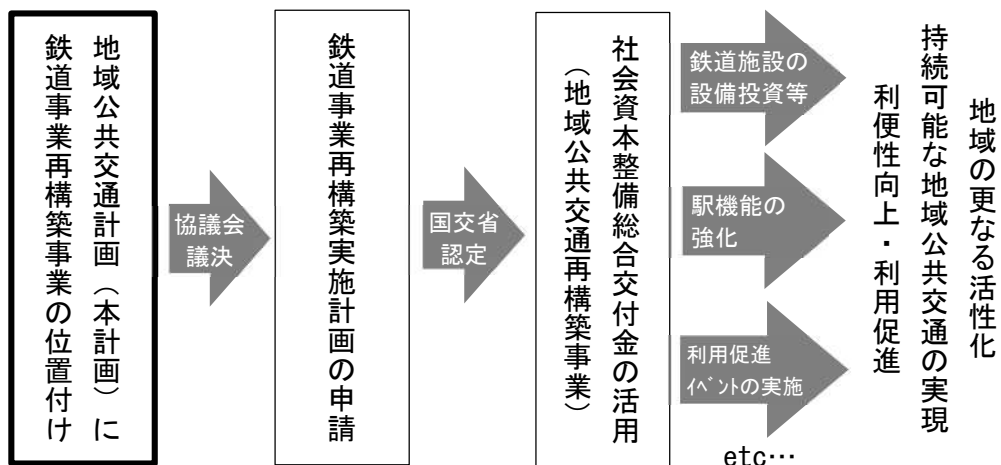 地域公共交通計画（本計画）に
鉄道事業再構築事業の位置付け
協議会
議決
鉄道事業再構築実施計画の申請
国交省
認定
社会資本整備総合交付金の活用
（地域公共交通再構築事業）
鉄道施設の
設備投資等
駅機能の
強化
利用促進
ｲﾍﾞﾝﾄの実施
etc…
地域の更なる活性化
持続可能な地域公共交通の実現
利便性向上・利用促進